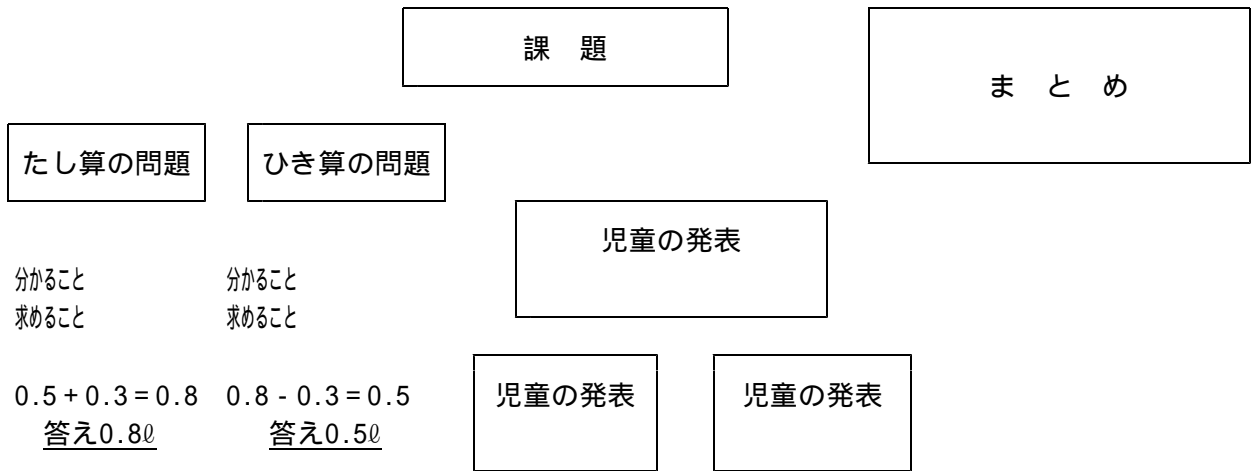 課　題
ま　と　め
たし算の問題
ひき算の問題
児童の発表
分かること
分かること
求めること
求めること
0.5+0.3=0.8
0.8-0.3=0.5
答え0.8ℓ
答え0.5ℓ
児童の発表
児童の発表